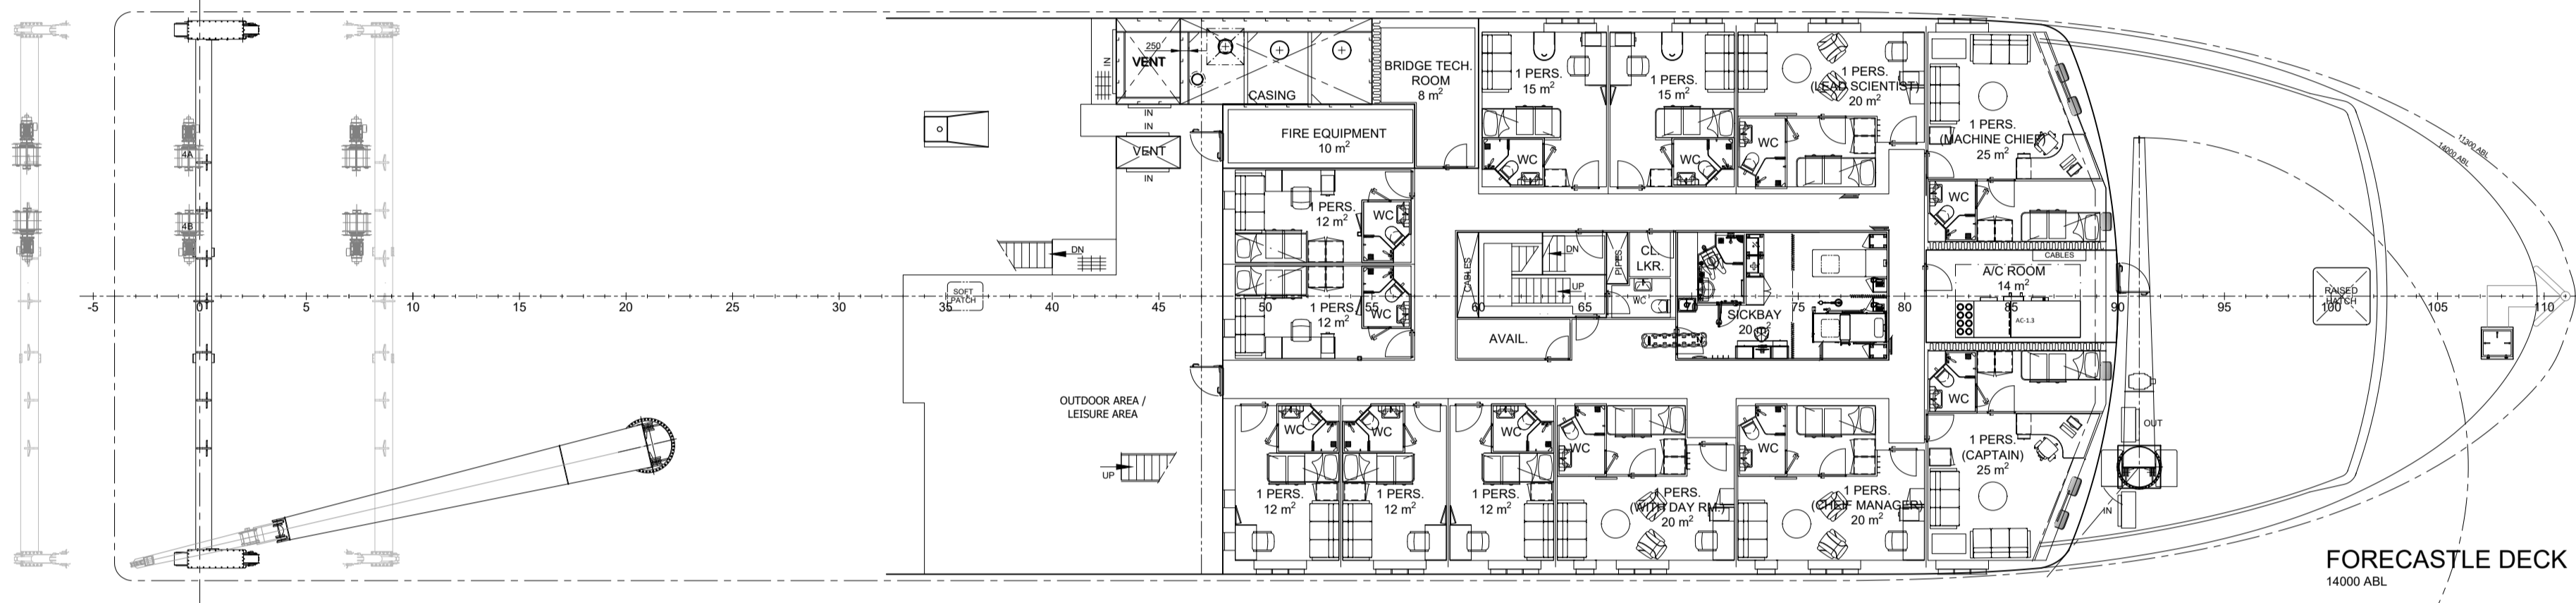 250
VENT
IN
IN
IN
VENT
IN
CASING
BRIDGE TECH.
ROOM
8 m²
FIRE EQUIPMENT
10 m²
1 PERS.
15 m²
WC
1 PERS.
15 m²
WC
1 PERS.
(LEAD SCIENTIST)
20 m²
WC
1 PERS.
(MACHINE CHIEF)
25 m²
WC
11000 ABL
14000 ABL
4A
4B
DN
1 PERS.
12 m²
WC
1 PERS.
12 m²
WC
CABLES
DN
UP
PIPES
CL.
LKR.
WC
SICKBAY
20 m²
AVAIL.
CABLES
A/C ROOM
14 m²
AC-1.3
SOFT
PATCH
RAISED
HATCH
-5 0 5 10 15 20 25 30 35 40 45 50 55 60 65 75 80 85 90 95 100 105 110
OUTDOOR AREA /
LEISURE AREA
UP
WC
1 PERS.
12 m²
WC
1 PERS.
12 m²
WC
1 PERS.
12 m²
WC
1 PERS.
(WITH DAY RM.)
20 m²
WC
1 PERS.
(CHEIF MANAGER)
20 m²
WC
1 PERS.
(CAPTAIN)
25 m²
OUT
IN
FORECASTLE DECK
14000 ABL